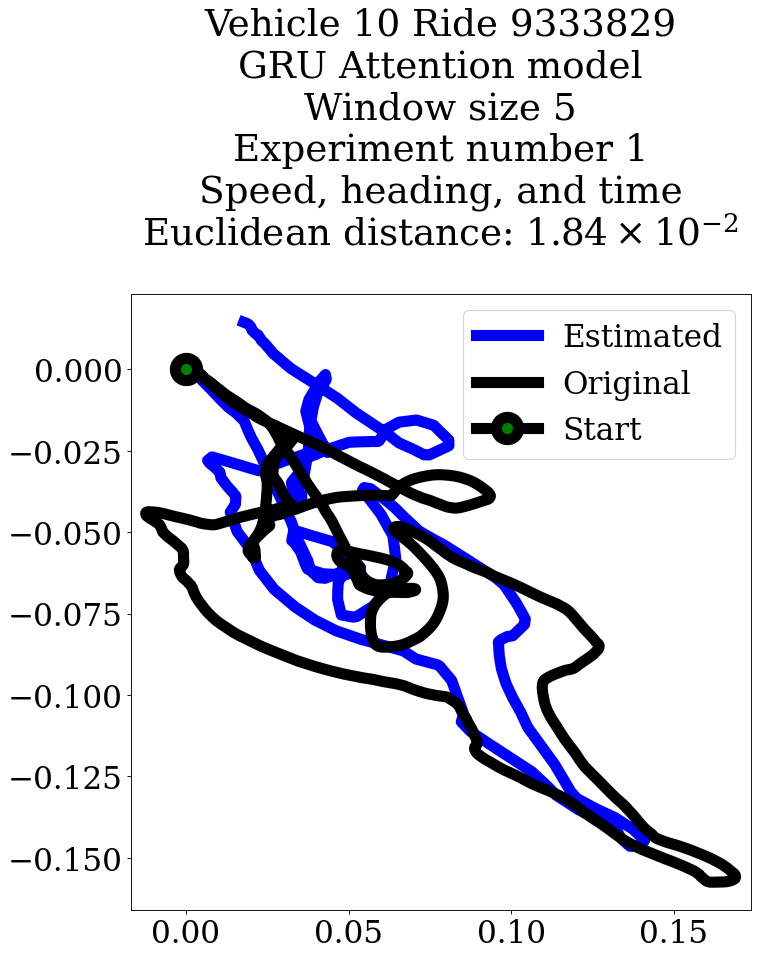 Vehicle 10 Ride 9333829
GRU Attention model
Window size 5
Experiment number 1
Speed, heading, and time
Euclidean distance: 1.84 × 10⁻²
Estimated
Original
Start
0.000
−0.025
−0.050
−0.075
−0.100
−0.125
−0.150
0.00 0.05 0.10 0.15